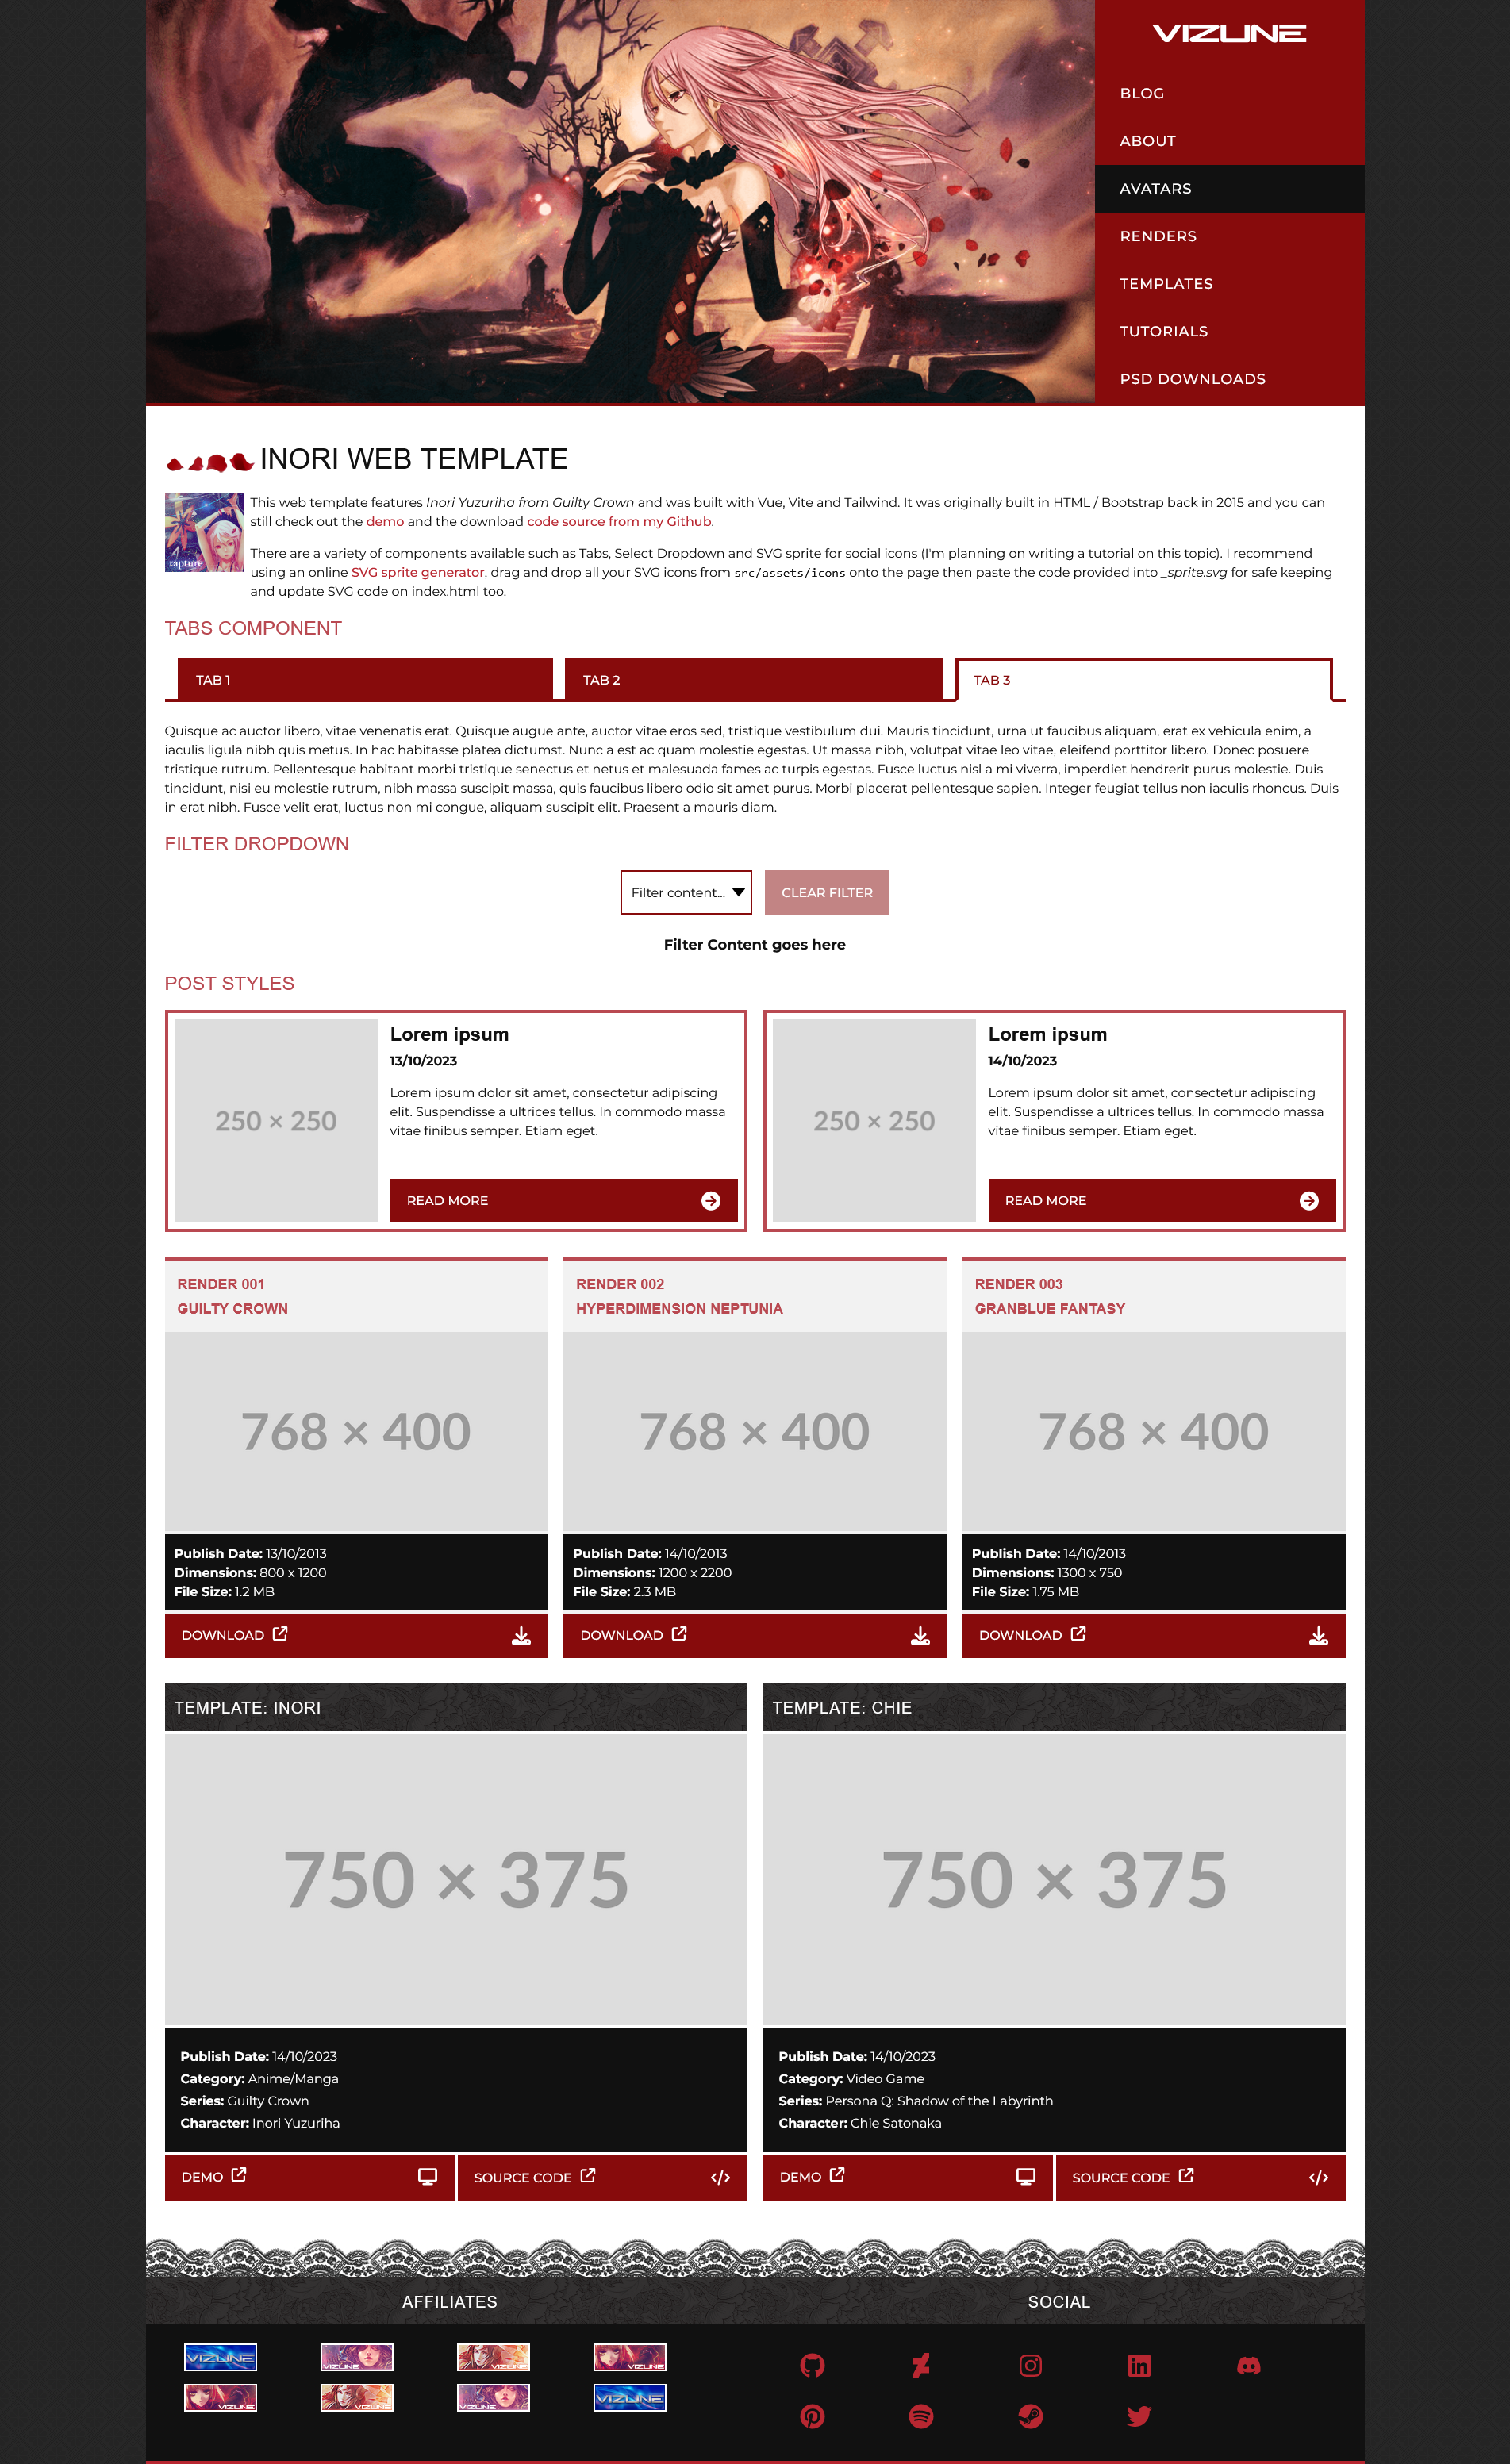 VIZLINE
BLOG
ABOUT
AVATARS
RENDERS
TEMPLATES
TUTORIALS
PSD DOWNLOADS
INORI WEB TEMPLATE
rapture
This web template features Inori Yuzuriha from Guilty Crown and was built with Vue, Vite and Tailwind. It was originally built in HTML / Bootstrap back in 2015 and you can
still check out the demo and the download code source from my Github.
There are a variety of components available such as Tabs, Select Dropdown and SVG sprite for social icons (I'm planning on writing a tutorial on this topic). I recommend
using an online SVG sprite generator, drag and drop all your SVG icons from src/assets/icons onto the page then paste the code provided into _sprite.svg for safe keeping
and update SVG code on index.html too.
TABS COMPONENT
TAB 1
TAB 2
TAB 3
Quisque ac auctor libero, vitae venenatis erat. Quisque augue ante, auctor vitae eros sed, tristique vestibulum dui. Mauris tincidunt, urna ut faucibus aliquam, erat ex vehicula enim, a
iaculis ligula nibh quis metus. In hac habitasse platea dictumst. Nunc a est ac quam molestie egestas. Ut massa nibh, volutpat vitae leo vitae, eleifend porttitor libero. Donec posuere
tristique rutrum. Pellentesque habitant morbi tristique senectus et netus et malesuada fames ac turpis egestas. Fusce luctus nisl a mi viverra, imperdiet hendrerit purus molestie. Duis
tincidunt, nisi eu molestie rutrum, nibh massa suscipit massa, quis faucibus libero odio sit amet purus. Morbi placerat pellentesque sapien. Integer feugiat tellus non iaculis rhoncus. Duis
in erat nibh. Fusce velit erat, luctus non mi congue, aliquam suscipit elit. Praesent a mauris diam.
FILTER DROPDOWN
Filter content...
CLEAR FILTER
Filter Content goes here
POST STYLES
250 × 250
Lorem ipsum
13/10/2023
Lorem ipsum dolor sit amet, consectetur adipiscing
elit. Suspendisse a ultrices tellus. In commodo massa
vitae finibus semper. Etiam eget.
READ MORE
250 × 250
Lorem ipsum
14/10/2023
Lorem ipsum dolor sit amet, consectetur adipiscing
elit. Suspendisse a ultrices tellus. In commodo massa
vitae finibus semper. Etiam eget.
READ MORE
RENDER 001
GUILTY CROWN
768 × 400
Publish Date: 13/10/2013
Dimensions: 800 x 1200
File Size: 1.2 MB
DOWNLOAD
RENDER 002
HYPERDIMENSION NEPTUNIA
768 × 400
Publish Date: 14/10/2013
Dimensions: 1200 x 2200
File Size: 2.3 MB
DOWNLOAD
RENDER 003
GRANBLUE FANTASY
768 × 400
Publish Date: 14/10/2013
Dimensions: 1300 x 750
File Size: 1.75 MB
DOWNLOAD
TEMPLATE: INORI
750 × 375
Publish Date: 14/10/2023
Category: Anime/Manga
Series: Guilty Crown
Character: Inori Yuzuriha
DEMO
SOURCE CODE
TEMPLATE: CHIE
750 × 375
Publish Date: 14/10/2023
Category: Video Game
Series: Persona Q: Shadow of the Labyrinth
Character: Chie Satonaka
DEMO
SOURCE CODE
AFFILIATES
VIZLINE
VIZLINE
VIZLINE
VIZLINE
VIZLINE
VIZLINE
VIZLINE
VIZLINE
SOCIAL